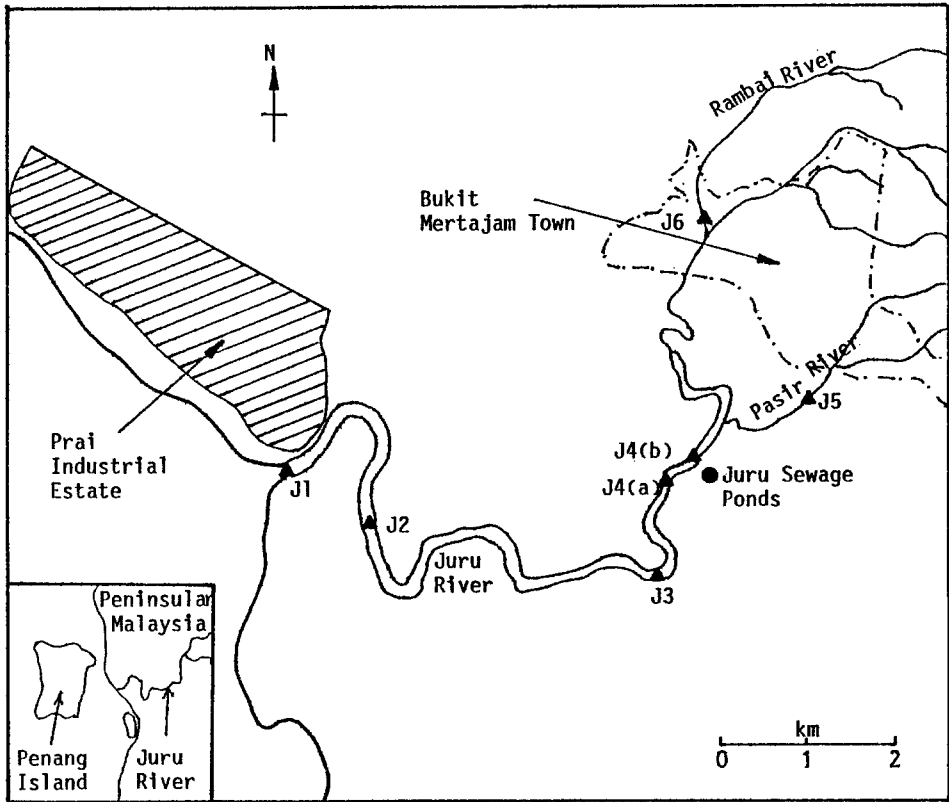 N
Rambai River
Bukit
Mertajam Town
J6
Pasir River
J5
J4(b)
J4(a)
Juru Sewage
Ponds
Prai
Industrial
Estate
J1
J2
Juru
River
J3
Peninsular
Malaysia
Penang
Island
Juru
River
km
0 1 2